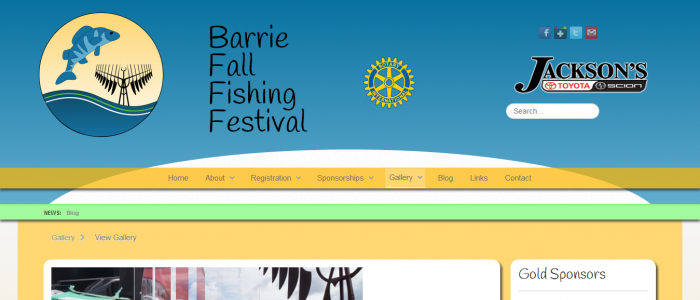 Barrie
Fall
Fishing
Festival
JACKSON'S
TOYOTA SCION
Search...
Home About Registration Sponsorships Gallery Blog Links Contact
NEWS: Blog
Gallery View Gallery
Gold Sponsors